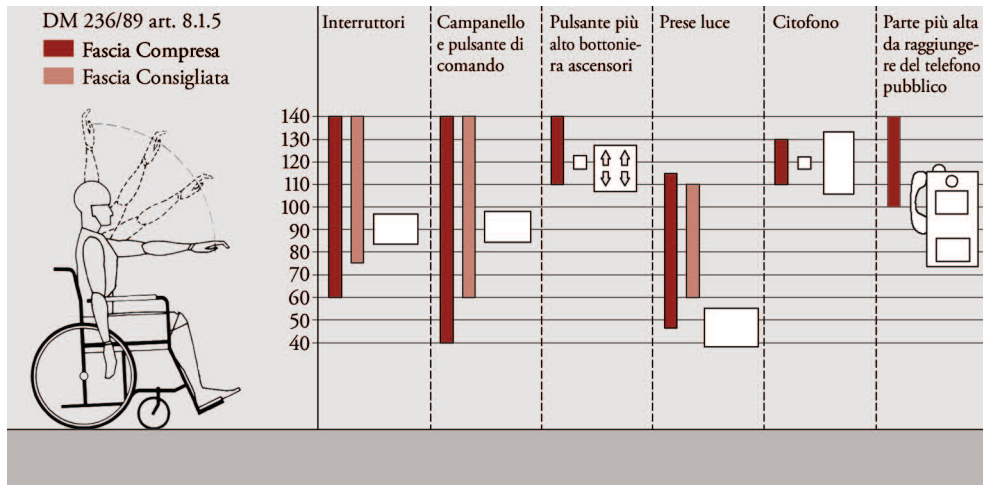 DM 236/89 art. 8.1.5
Fascia Compresa
Fascia Consigliata
Interruttori
Campanello
e pulsante di
comando
Pulsante più
alto bottonie-
ra ascensori
Prese luce
Citofono
Parte più alta
da raggiunge-
re del telefono
pubblico
140
130
120
110
100
90
80
70
60
50
40